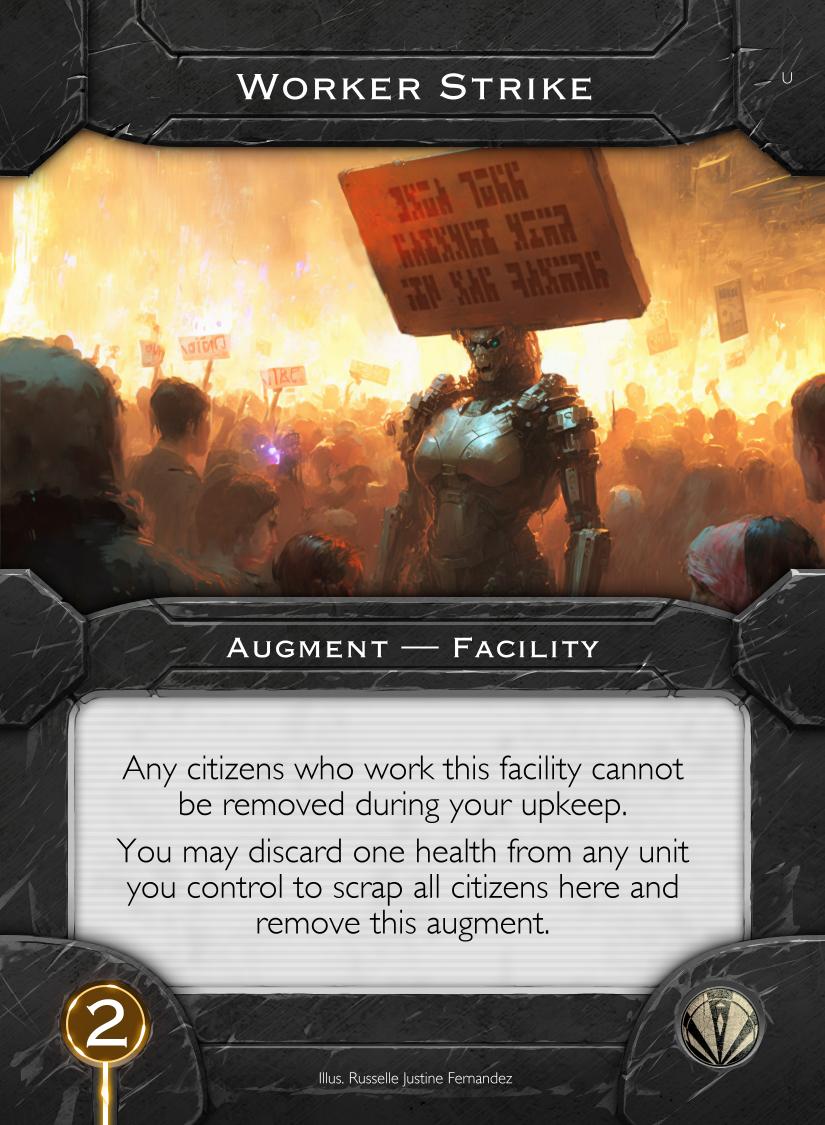 Worker Strike
U
Augment — Facility
Any citizens who work this facility cannot
be removed during your upkeep.
You may discard one health from any unit
you control to scrap all citizens here and
remove this augment.
2
Illus. Russelle Justine Fernandez